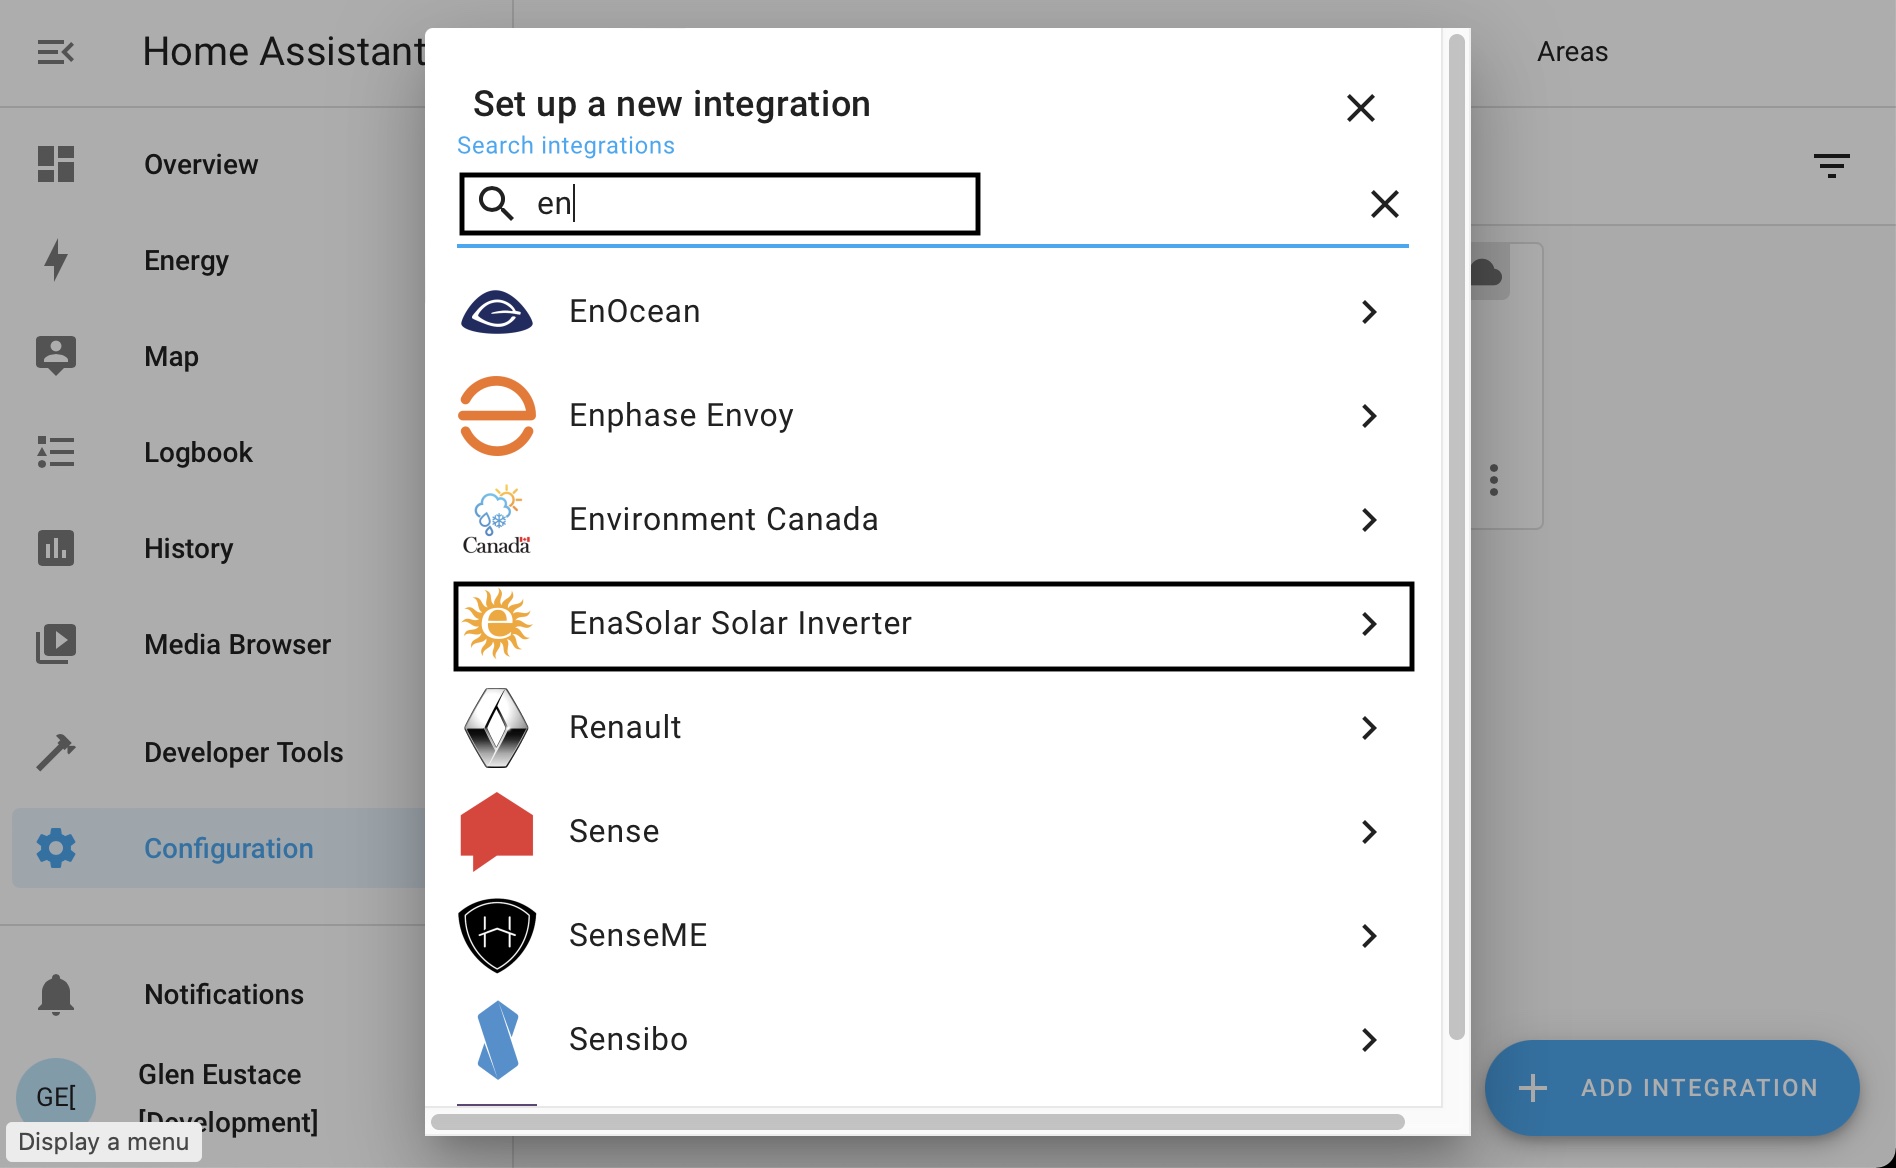 Home Assistant
Areas
Set up a new integration
Search integrations
en
Overview
Energy
Map
Logbook
History
Media Browser
Developer Tools
Configuration
Notifications
GE[
Glen Eustace
[Development]
Display a menu
EnOcean
Enphase Envoy
Canada
Environment Canada
EnaSolar Solar Inverter
Renault
Sense
SenseME
Sensibo
ADD INTEGRATION